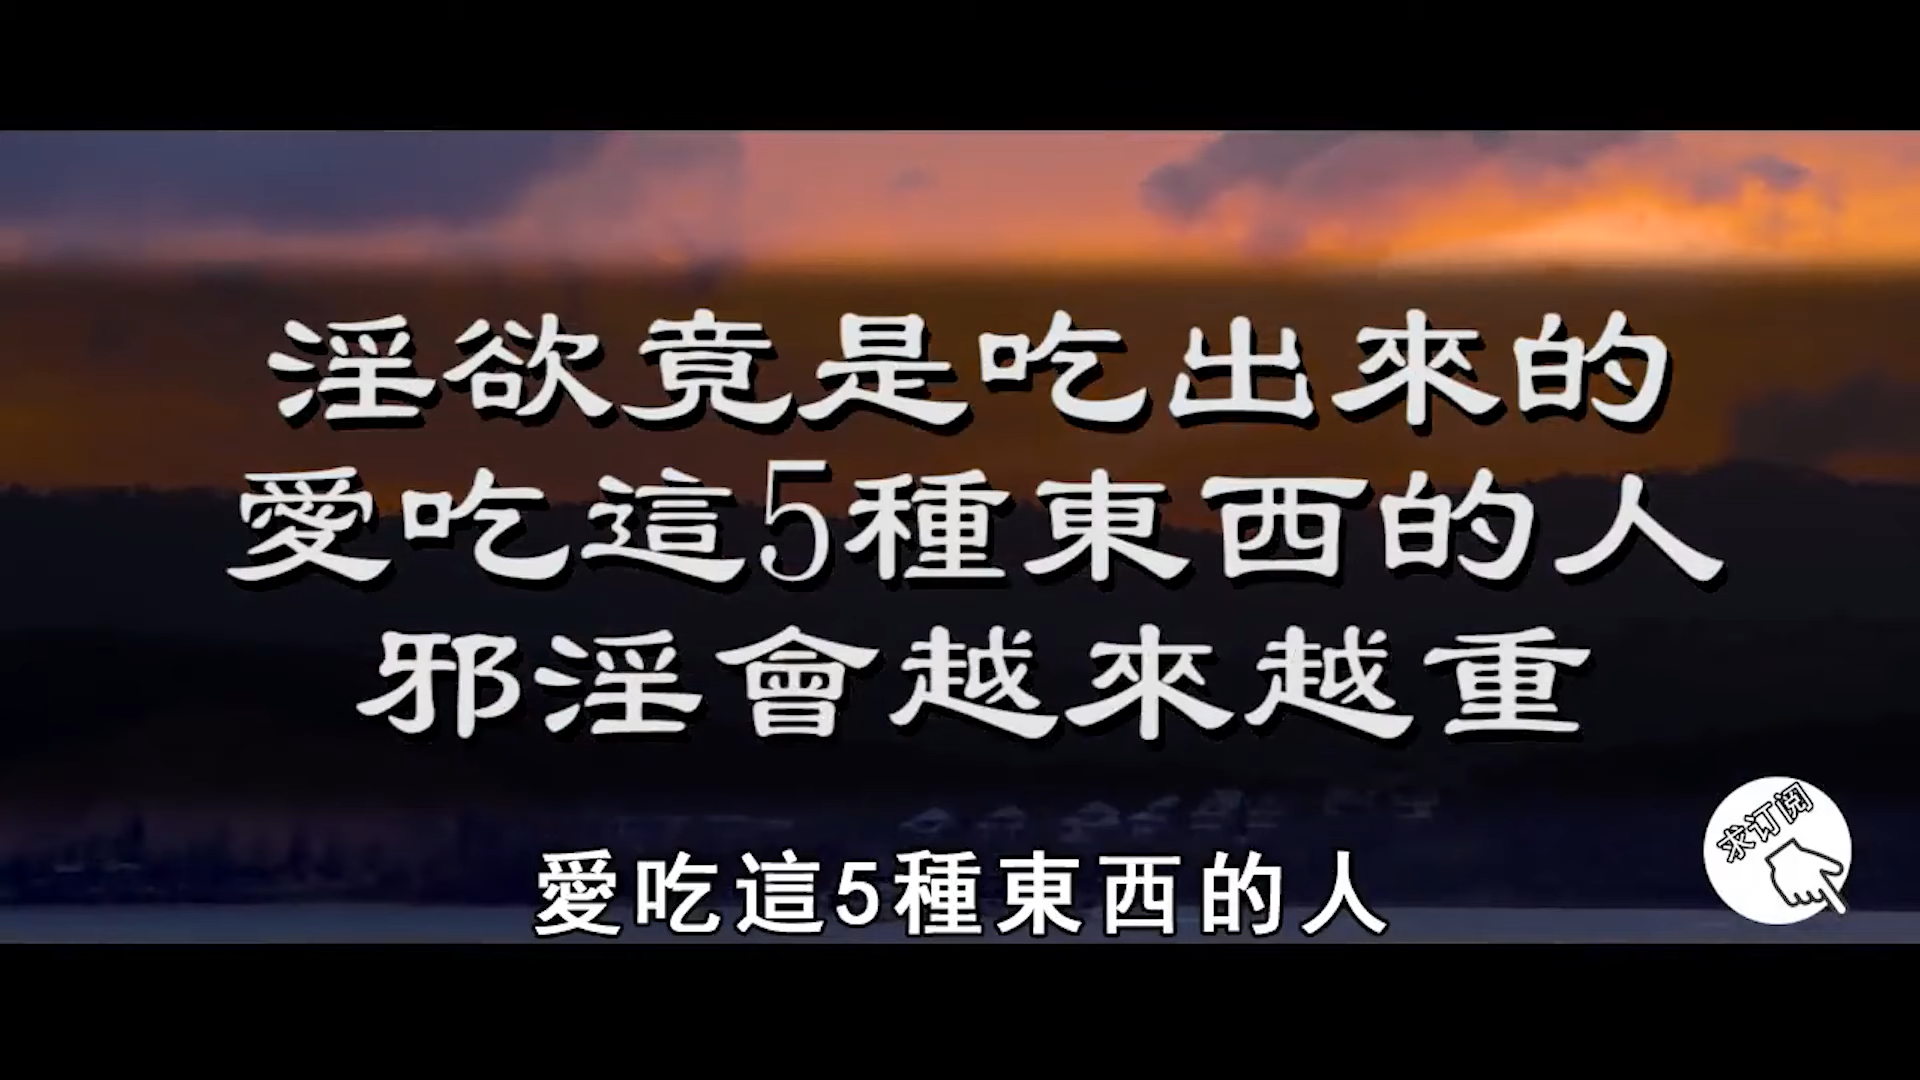 淫欲竟是吃出來的
愛吃這5種東西的人
邪淫會越來越重
求订阅
愛吃這5種東西的人